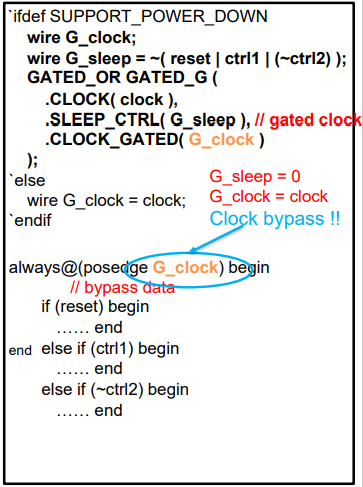 `ifdef SUPPORT_POWER_DOWN
wire G_clock;
wire G_sleep = ~( reset | ctrl1 | (~ctrl2) );
GATED_OR GATED_G (
.CLOCK( clock ),
.SLEEP_CTRL( G_sleep ), // gated clock
.CLOCK_GATED( G_clock )
);
`else
wire G_clock = clock;
`endif
G_sleep = 0
G_clock = clock
Clock bypass !!
always@(posedge G_clock) begin
// bypass data
if (reset) begin
...... end
end else if (ctrl1) begin
...... end
else if (~ctrl2) begin
...... end